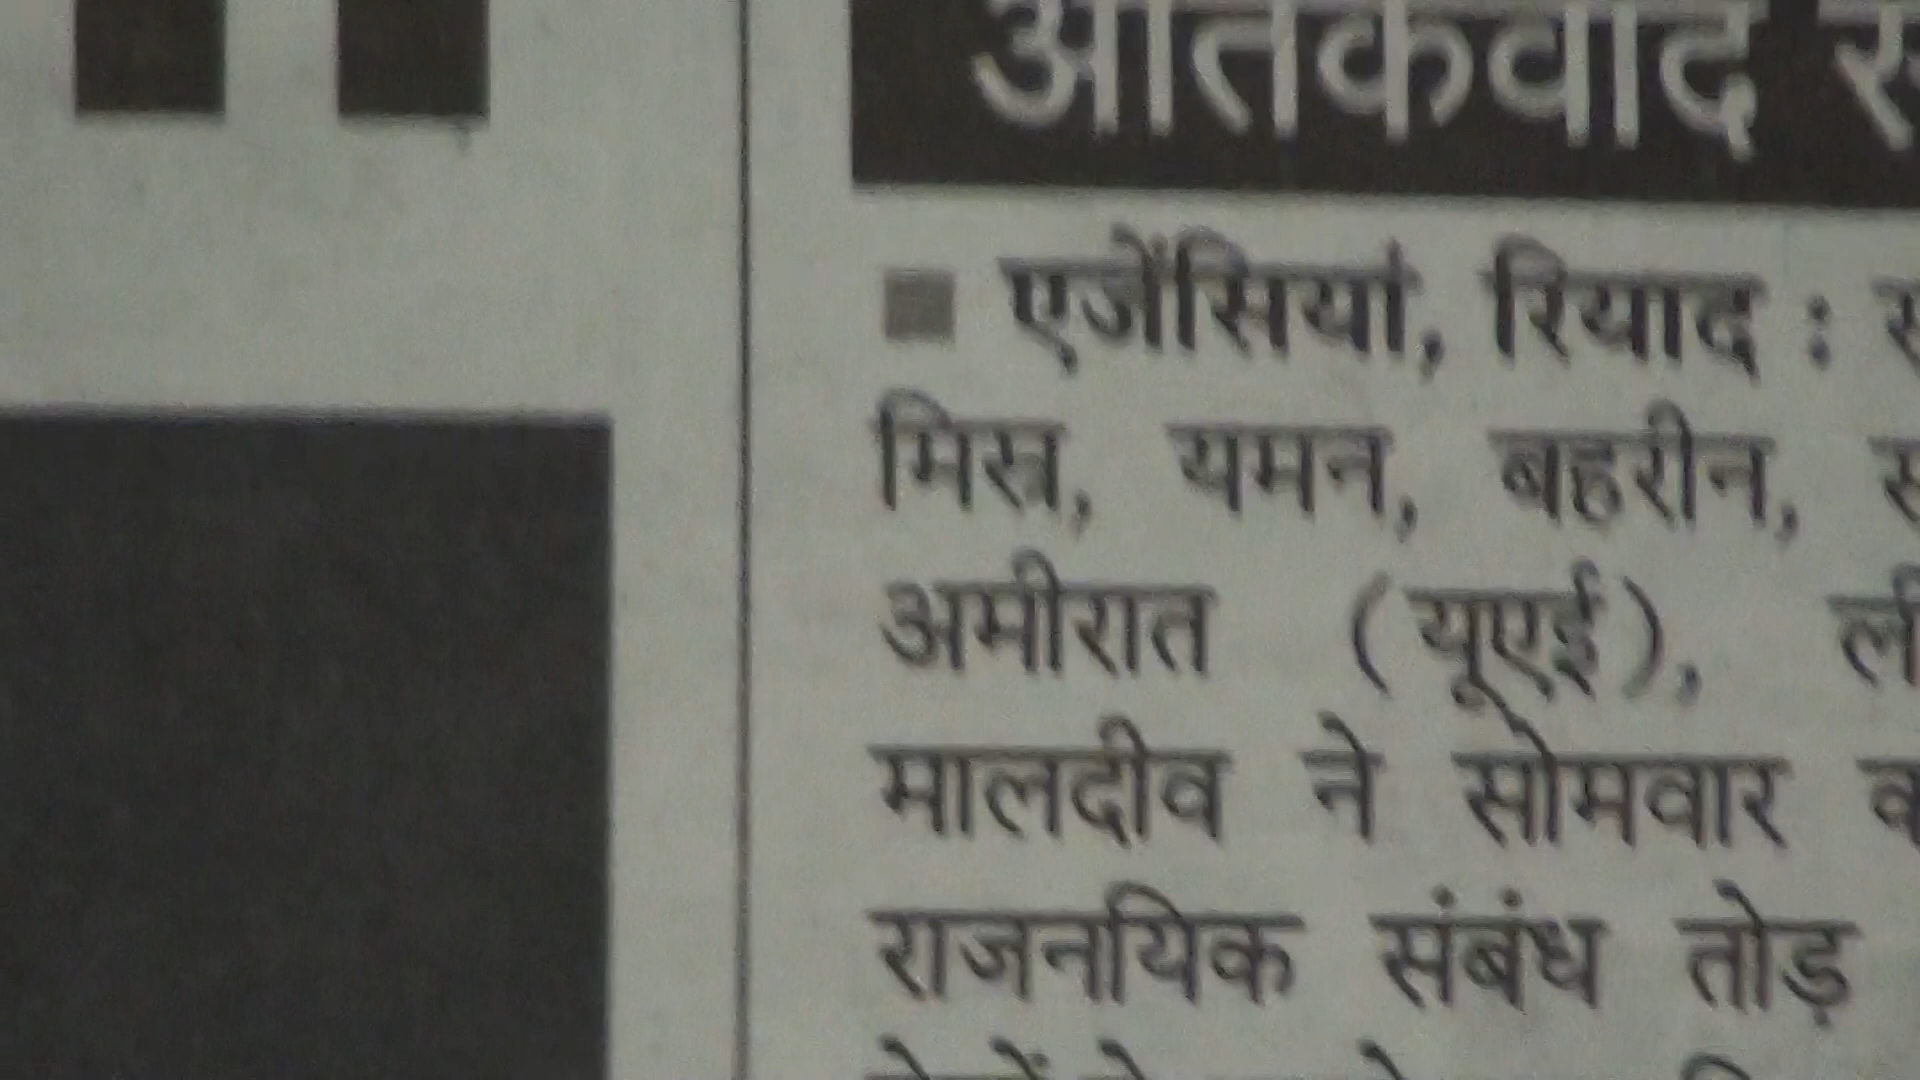 आतंकवाद
एजेंसियां, रियाद :
मिस्र, यमन, बहरीन,
अमीरात (यूएई),
मालदीव ने सोमवार
राजनयिक संबंध तोड़